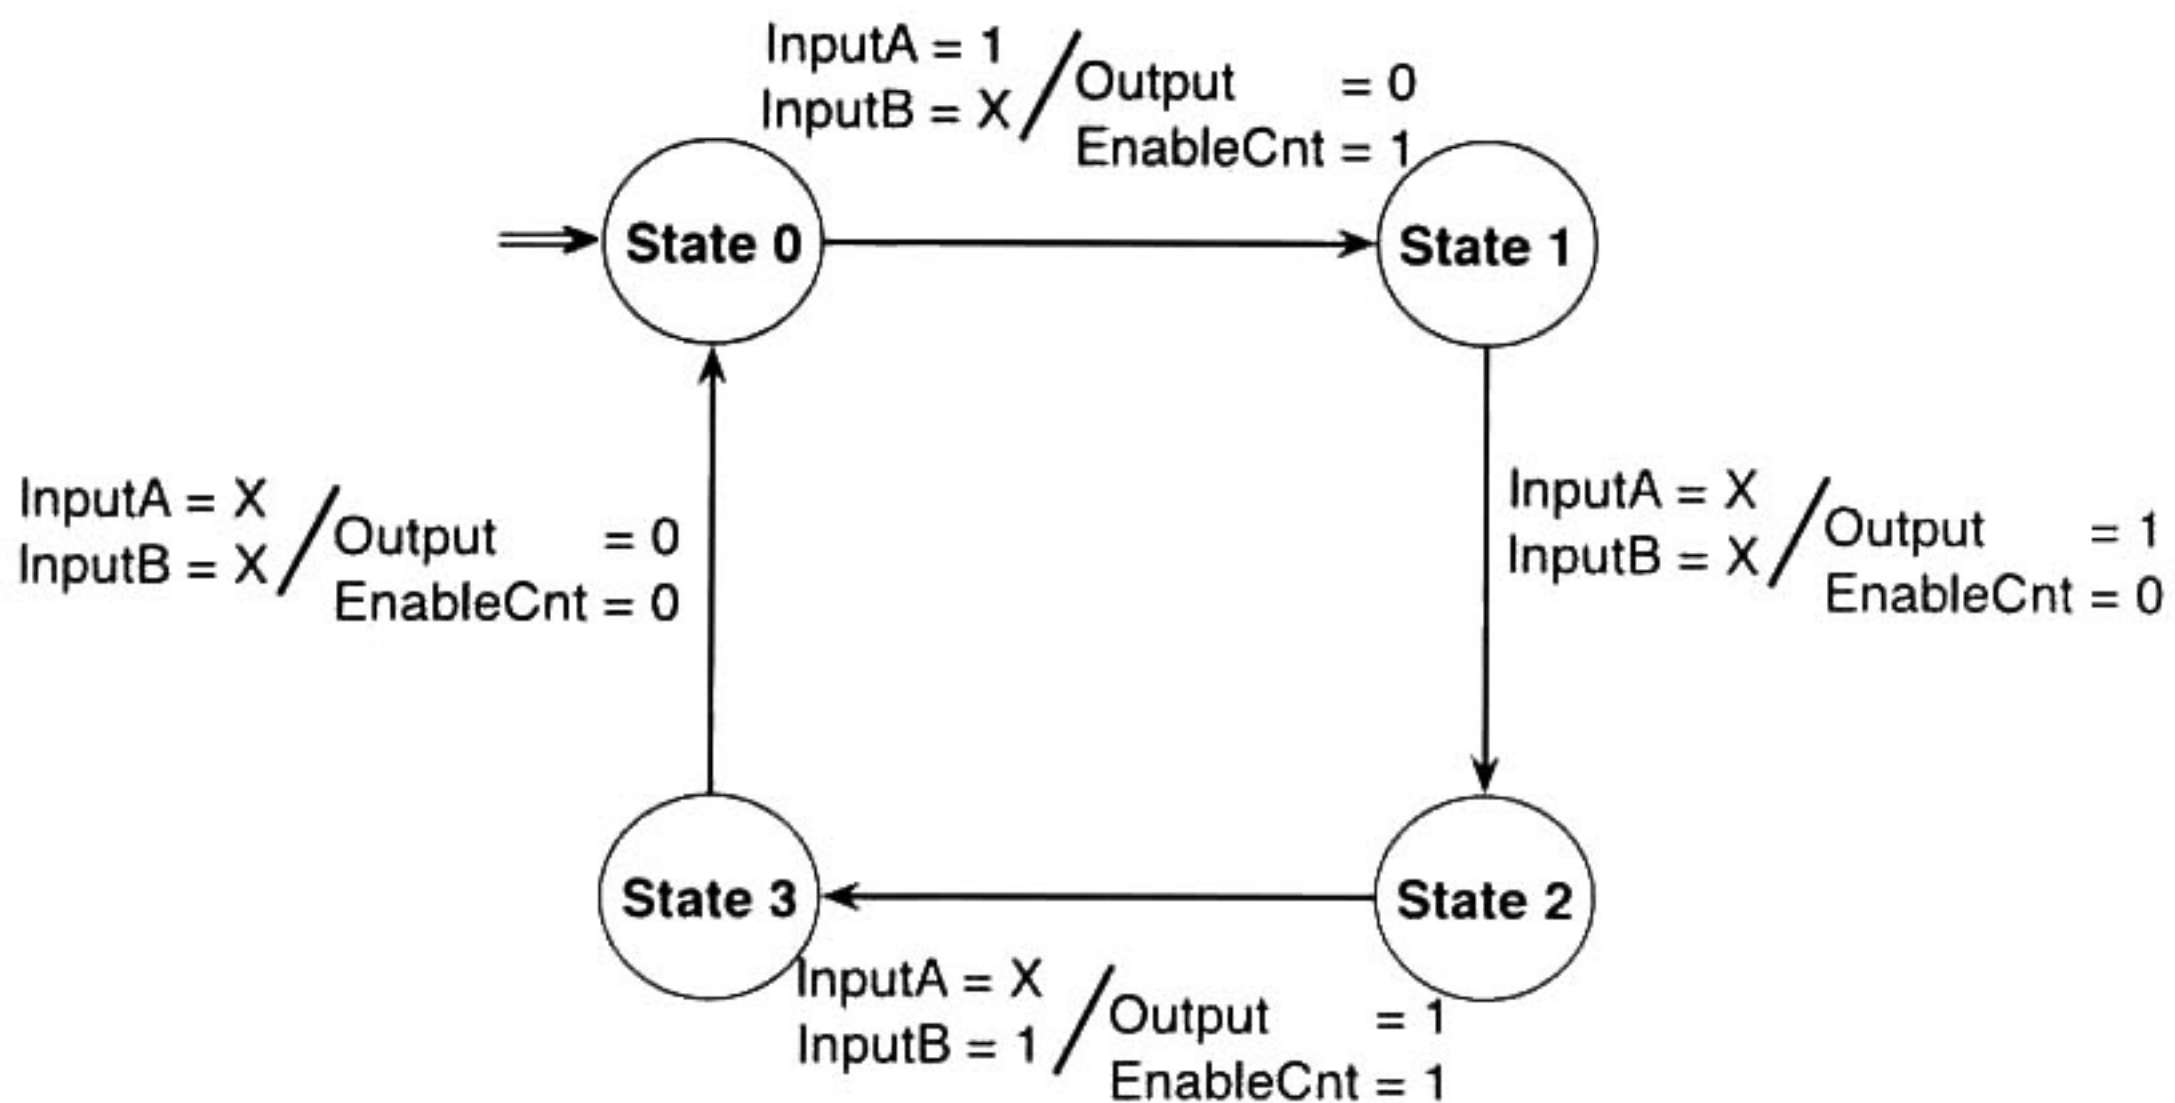 InputA = 1
InputB = X
Output = 0
EnableCnt = 1
State 0
State 1
InputA = X
InputB = X
Output = 0
EnableCnt = 0
InputA = X
InputB = X
Output = 1
EnableCnt = 0
State 3
State 2
InputA = X
InputB = 1
Output = 1
EnableCnt = 1